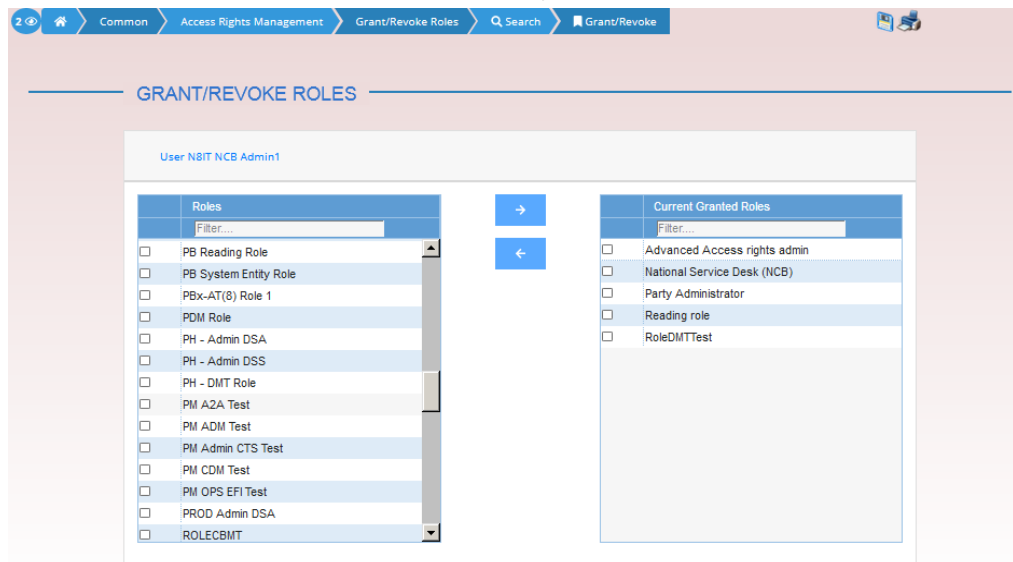 2 Common Access Rights Management Grant/Revoke Roles Search Grant/Revoke
GRANT/REVOKE ROLES
User N8IT NCB Admin1
Roles
Filter....
PB Reading Role
PB System Entity Role
PBx-AT(8) Role 1
PDM Role
PH - Admin DSA
PH - Admin DSS
PH - DMT Role
PM A2A Test
PM ADM Test
PM Admin CTS Test
PM CDM Test
PM OPS EFI Test
PROD Admin DSA
ROLECBMT
Current Granted Roles
Filter....
Advanced Access rights admin
National Service Desk (NCB)
Party Administrator
Reading role
RoleDMTTest